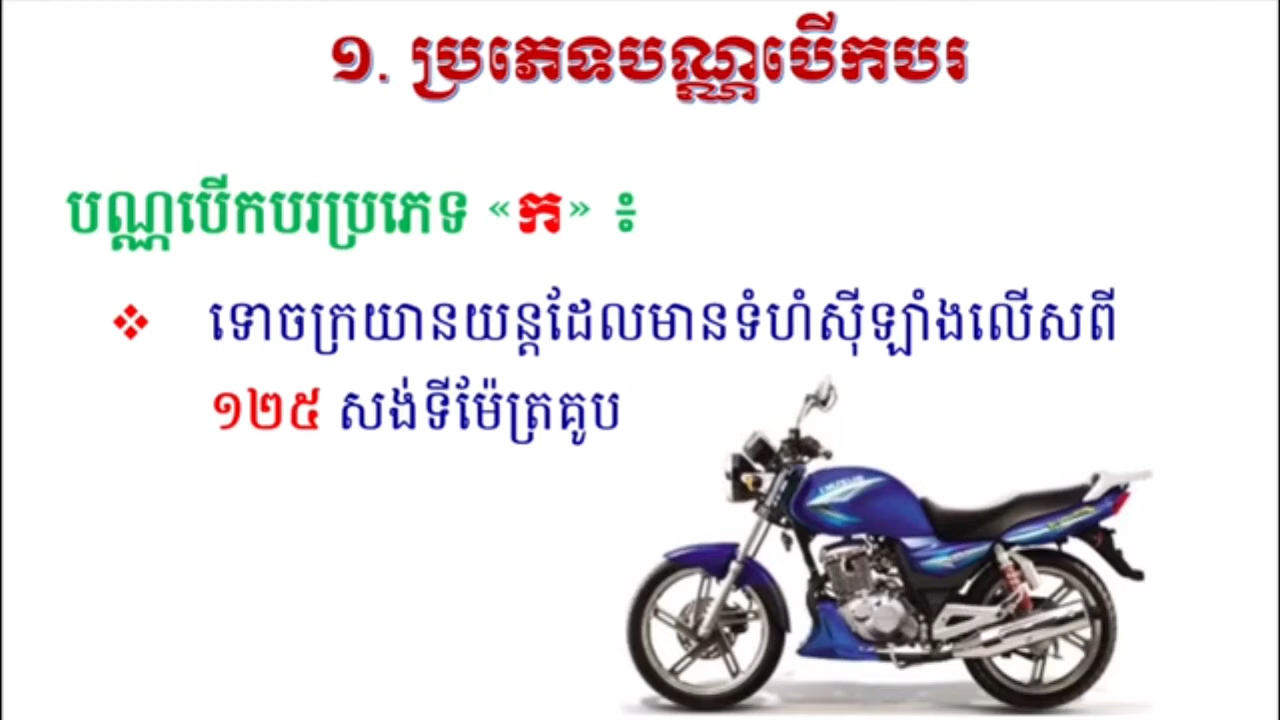 ១. ប្រភេទបណ្ណបើកបរ
បណ្ណបើកបរប្រភេទ «ក» ៖
ទោចក្រយានយន្តដែលមានទំហំស៊ីឡាំងលើសពី
១២៥ សង់ទីម៉ែត្រគូប